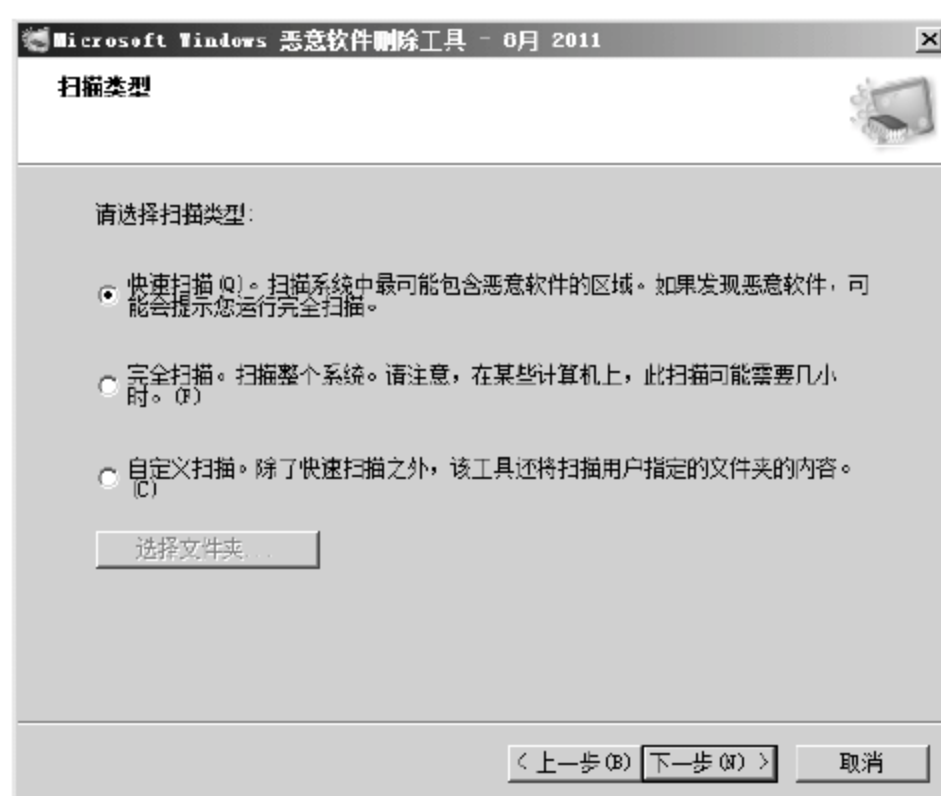 Microsoft Windows 恶意软件删除工具 - 8月 2011
扫描类型
请选择扫描类型:
快速扫描(Q)。扫描系统中最可能包含恶意软件的区域。如果发现恶意软件,可
能会提示您运行完全扫描。
完全扫描。扫描整个系统。请注意,在某些计算机上,此扫描可能需要几小
时。(F)
自定义扫描。除了快速扫描之外,该工具还将扫描用户指定的文件夹的内容。
(C)
选择文件夹...
< 上一步(B)
下一步(N) >
取消